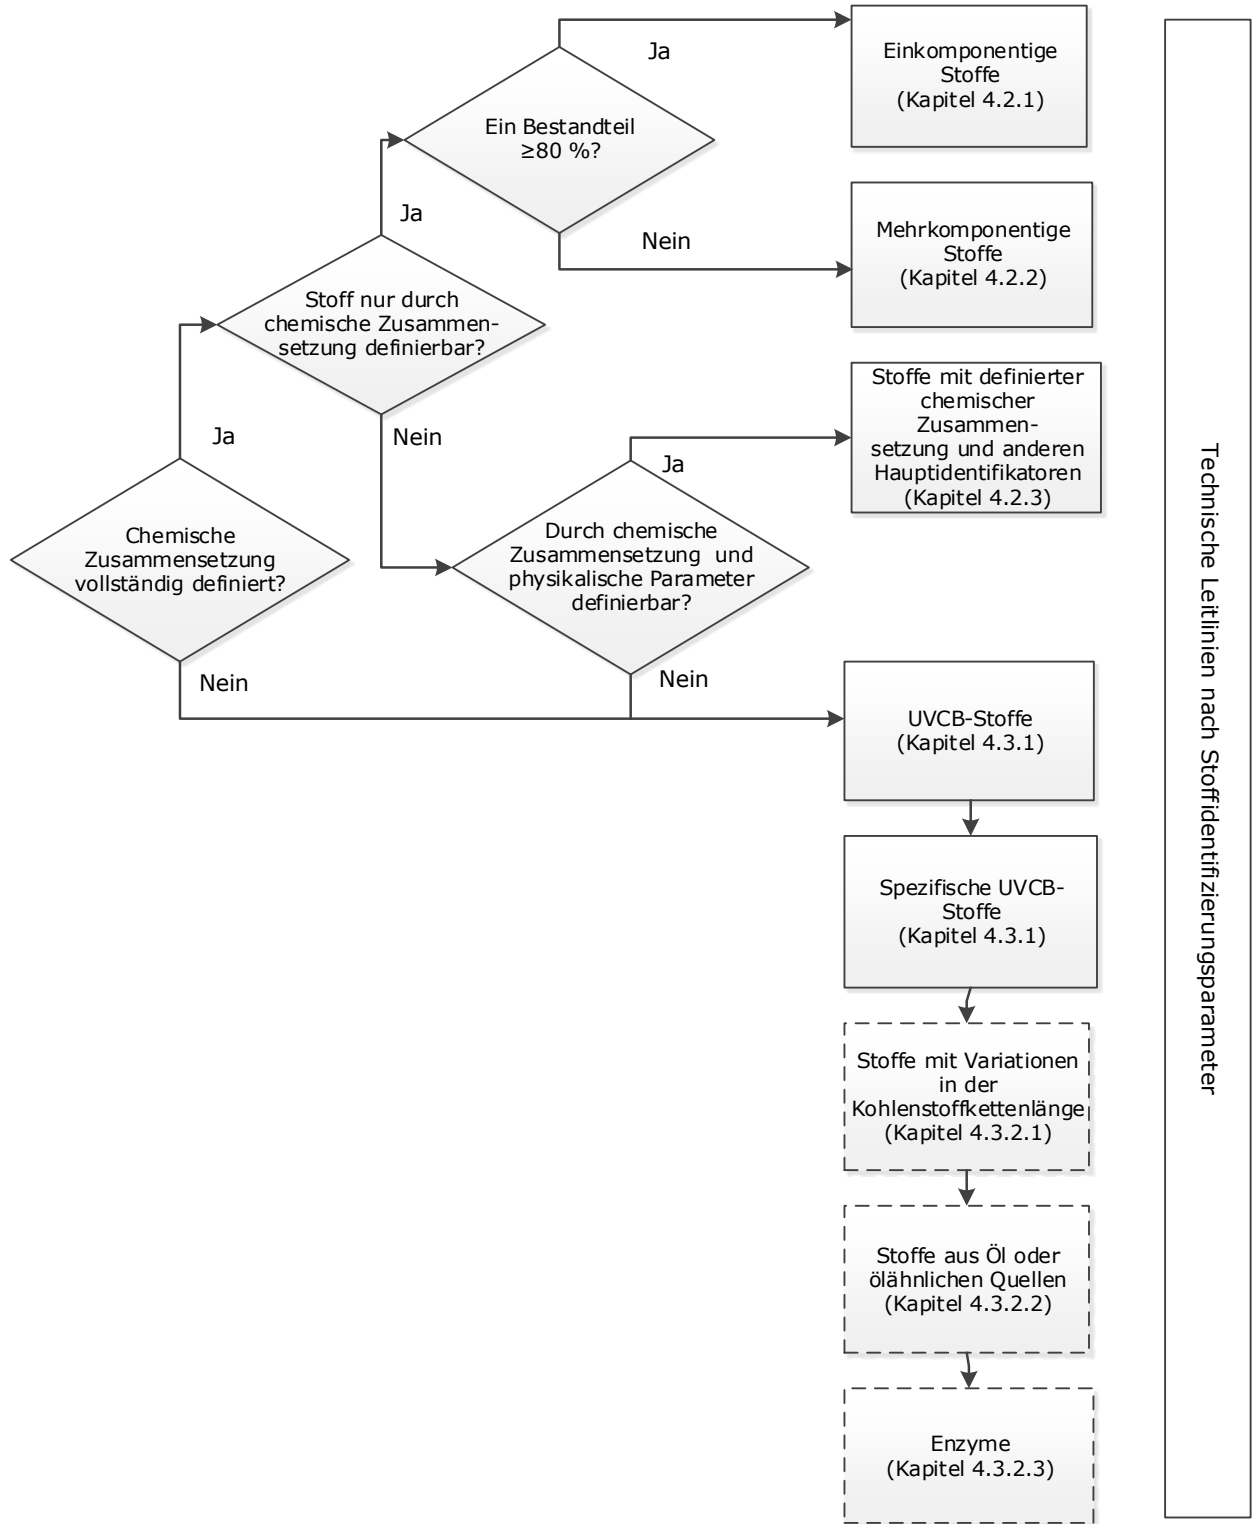 Ja
Einkomponentige
Stoffe
(Kapitel 4.2.1)
Ein Bestandteil
≥80 %?
Ja
Nein
Mehrkomponentige
Stoffe
(Kapitel 4.2.2)
Stoff nur durch
chemische Zusammen-
setzung definierbar?
Ja
Nein
Ja
Stoffe mit definierter
chemischer
Zusammen-
setzung und anderen
Hauptidentifikatoren
(Kapitel 4.2.3)
Chemische
Zusammensetzung
vollständig definiert?
Durch chemische
Zusammensetzung und
physikalische Parameter
definierbar?
Nein
Nein
UVCB-Stoffe
(Kapitel 4.3.1)
Spezifische UVCB-
Stoffe
(Kapitel 4.3.1)
Stoffe mit Variationen
in der
Kohlenstoffkettenlänge
(Kapitel 4.3.2.1)
Stoffe aus Öl oder
ölähnlichen Quellen
(Kapitel 4.3.2.2)
Enzyme
(Kapitel 4.3.2.3)
Technische Leitlinien nach Stoffidentifizierungsparameter